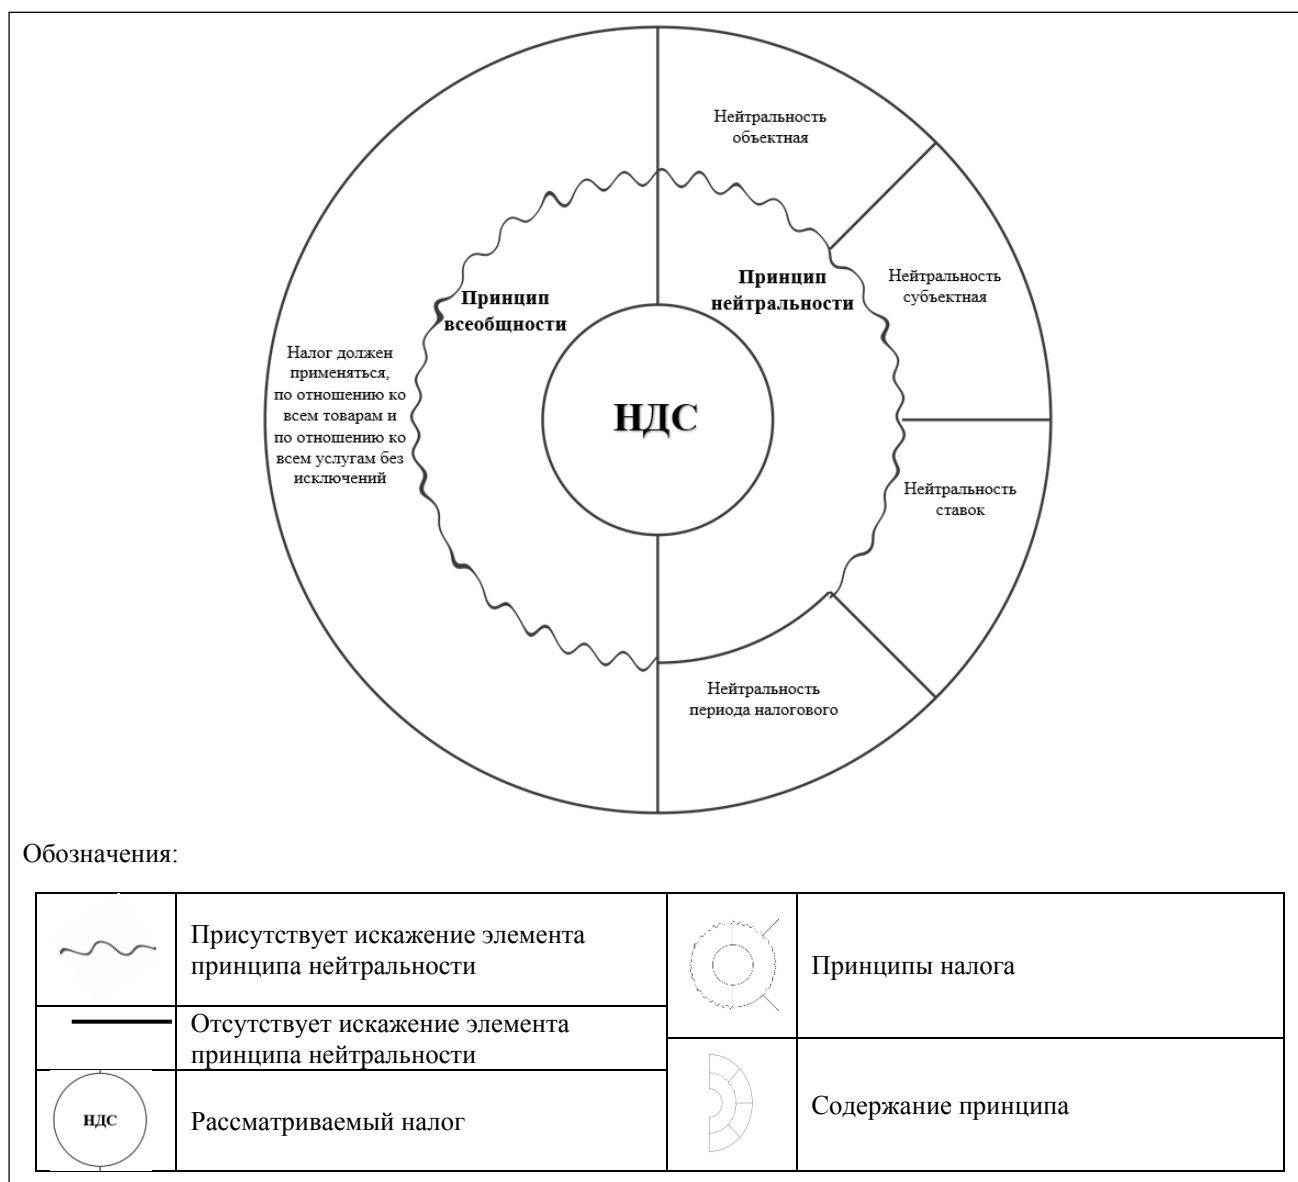 Нейтральность
объектная
Принцип
нейтральности
Нейтральность
субъектная
Принцип
всеобщности
Налог должен
применяться,
по отношению ко
всем товарам и
по отношению ко
всем услугам без
исключений
НДС
Нейтральность
ставок
Нейтральность
периода налогового
Обозначения:
Присутствует искажение элемента
принципа нейтральности
Отсутствует искажение элемента
принципа нейтральности
НДС
Рассматриваемый налог
Принципы налога
Содержание принципа